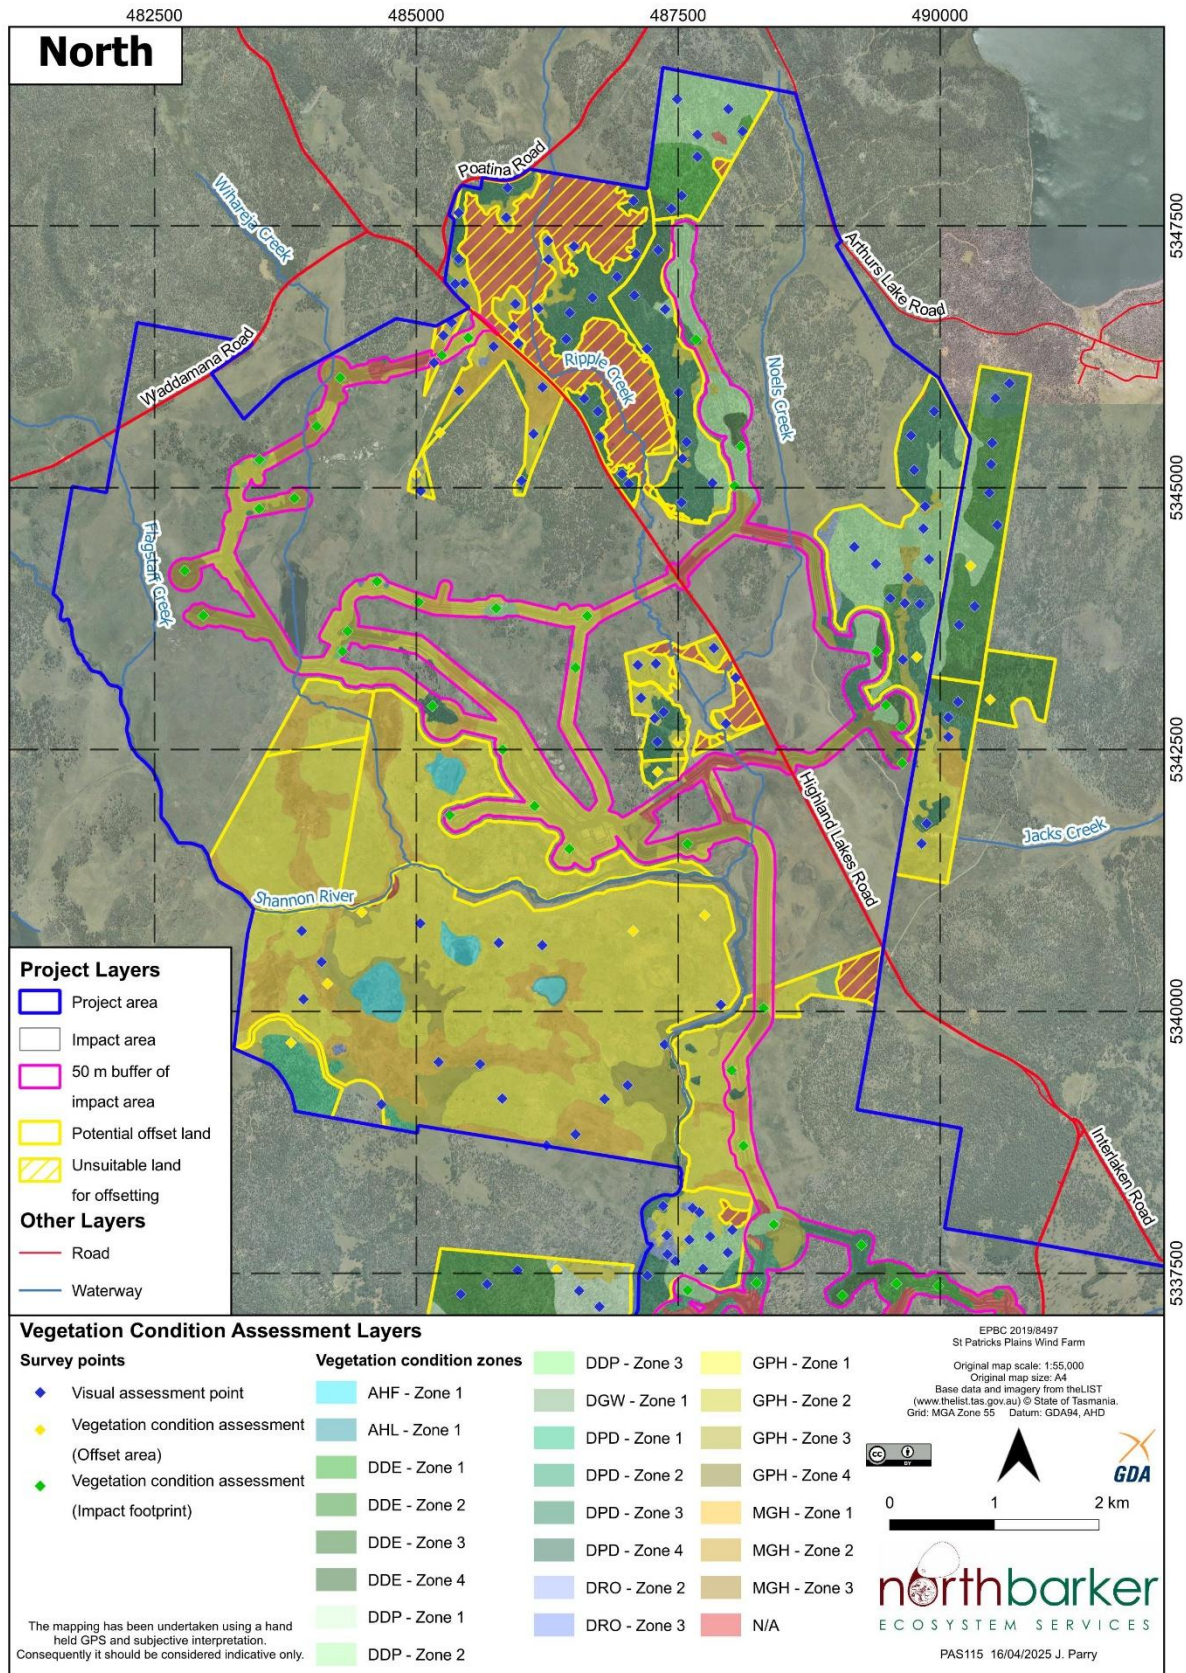 482500
485000
487500
490000
North
Poatina Road
Wihareja Creek
5347500
Arthurs Lake Road
Waddamana Road
Ripple Creek
Noels Creek
5345000
Flagstaff Creek
5342500
Highland Lakes Road
Jacks Creek
Shannon River
5340000
Interlaken Road
5337500
Project Layers
Project area
Impact area
50 m buffer of
impact area
Potential offset land
Unsuitable land
for offsetting
Other Layers
Road
Waterway
Vegetation Condition Assessment Layers
Survey points
Visual assessment point
Vegetation condition assessment
(Offset area)
Vegetation condition assessment
(Impact footprint)
The mapping has been undertaken using a hand
held GPS and subjective interpretation.
Consequently it should be considered indicative only.
Vegetation condition zones
AHF - Zone 1
AHL - Zone 1
DDE - Zone 1
DDE - Zone 2
DDE - Zone 3
DDE - Zone 4
DDP - Zone 1
DDP - Zone 2
DDP - Zone 3
DGW - Zone 1
DPD - Zone 1
DPD - Zone 2
DPD - Zone 3
DPD - Zone 4
DRO - Zone 2
DRO - Zone 3
GPH - Zone 1
GPH - Zone 2
GPH - Zone 3
GPH - Zone 4
MGH - Zone 1
MGH - Zone 2
MGH - Zone 3
N/A
EPBC 2019/8497
St Patricks Plains Wind Farm
Original map scale: 1:55,000
Original map size: A4
Base data and imagery from theLIST
(www.thelist.tas.gov.au) © State of Tasmania.
Grid: MGA Zone 55 Datum: GDA94, AHD
cc
BY
GDA
0 1 2 km
northbarker
ECOSYSTEM SERVICES
PAS115 16/04/2025 J. Parry